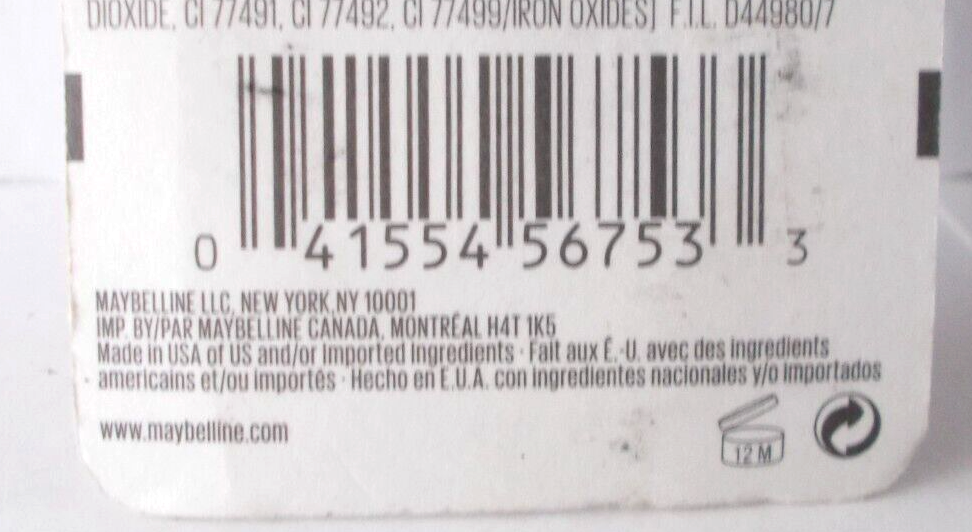 DIOXIDE, CI 77491, CI 77492, CI 77499/IRON OXIDES] F.I.L. D44980/7
0 41554 56753 3
MAYBELLINE LLC, NEW YORK,NY 10001
IMP. BY/PAR MAYBELLINE CANADA, MONTRÉAL H4T 1K5
Made in USA of US and/or Imported Ingredients · Fait aux É.-U. avec des ingredients
americains et/ou importés · Hecho en E.U.A. con ingredientes nacionales y/o importados
www.maybelline.com
12 M